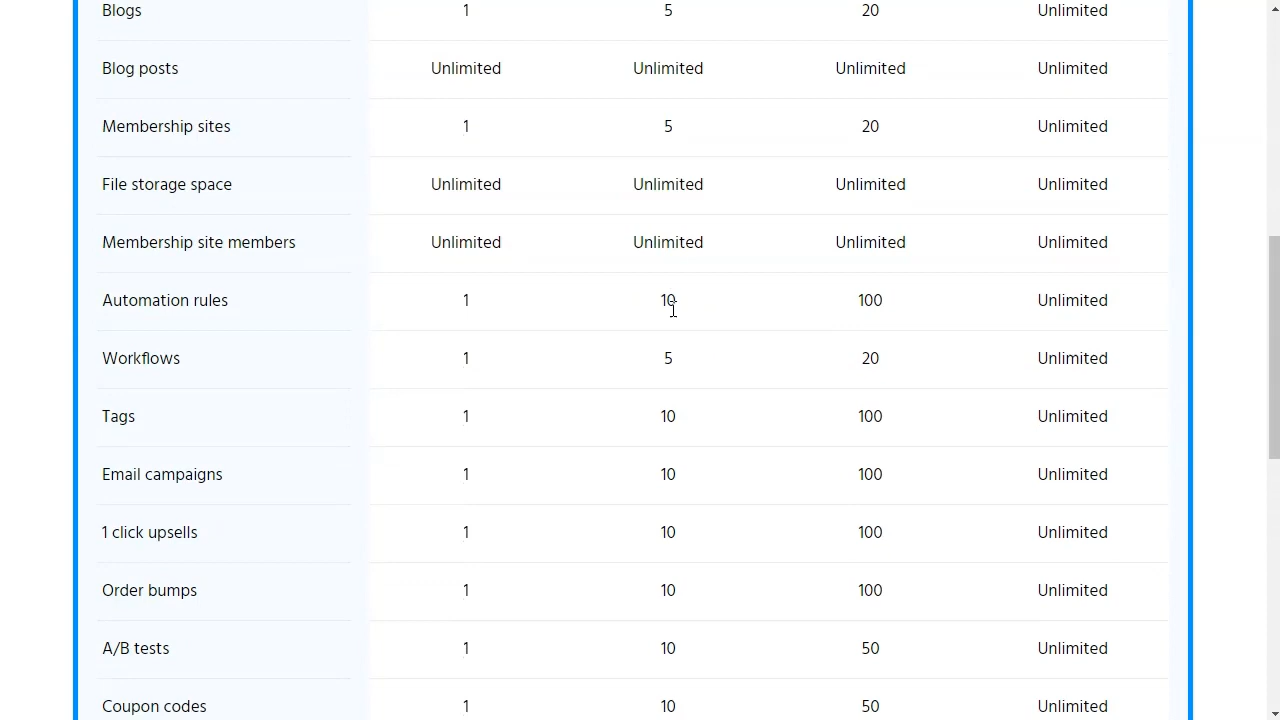 Blogs 1 5 20 Unlimited
Blog posts Unlimited Unlimited Unlimited Unlimited
Membership sites 1 5 20 Unlimited
File storage space Unlimited Unlimited Unlimited Unlimited
Membership site members Unlimited Unlimited Unlimited Unlimited
Automation rules 1 10 100 Unlimited
Workflows 1 5 20 Unlimited
Tags 1 10 100 Unlimited
Email campaigns 1 10 100 Unlimited
1 click upsells 1 10 100 Unlimited
Order bumps 1 10 100 Unlimited
A/B tests 1 10 50 Unlimited
Coupon codes 1 10 50 Unlimited